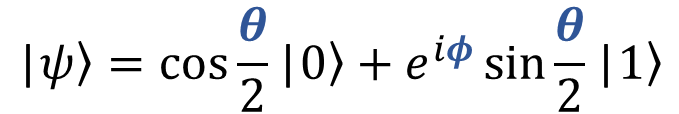 |ψ⟩ = cos θ/2 |0⟩ + e^{iϕ} sin θ/2 |1⟩